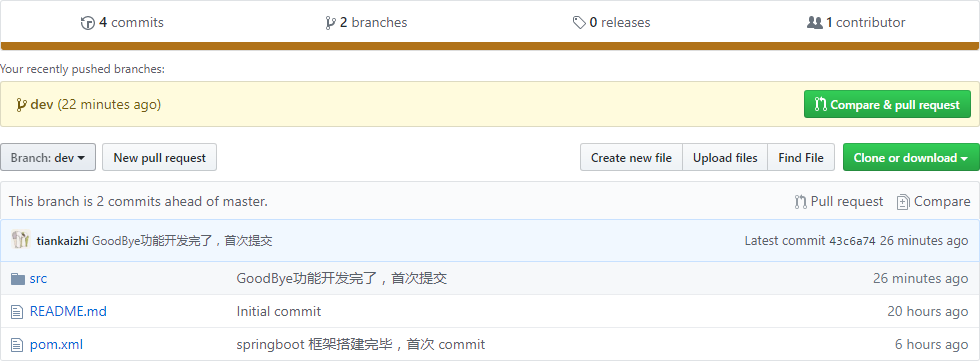 4 commits 2 branches 0 releases 1 contributor
Your recently pushed branches:
dev (22 minutes ago) Compare & pull request
Branch: dev New pull request Create new file Upload files Find File Clone or download
This branch is 2 commits ahead of master. Pull request Compare
tiankaizhi GoodBye功能开发完了，首次提交 Latest commit 43c6a74 26 minutes ago
src GoodBye功能开发完了，首次提交 26 minutes ago
README.md Initial commit 20 hours ago
pom.xml springboot 框架搭建完毕，首次 commit 6 hours ago